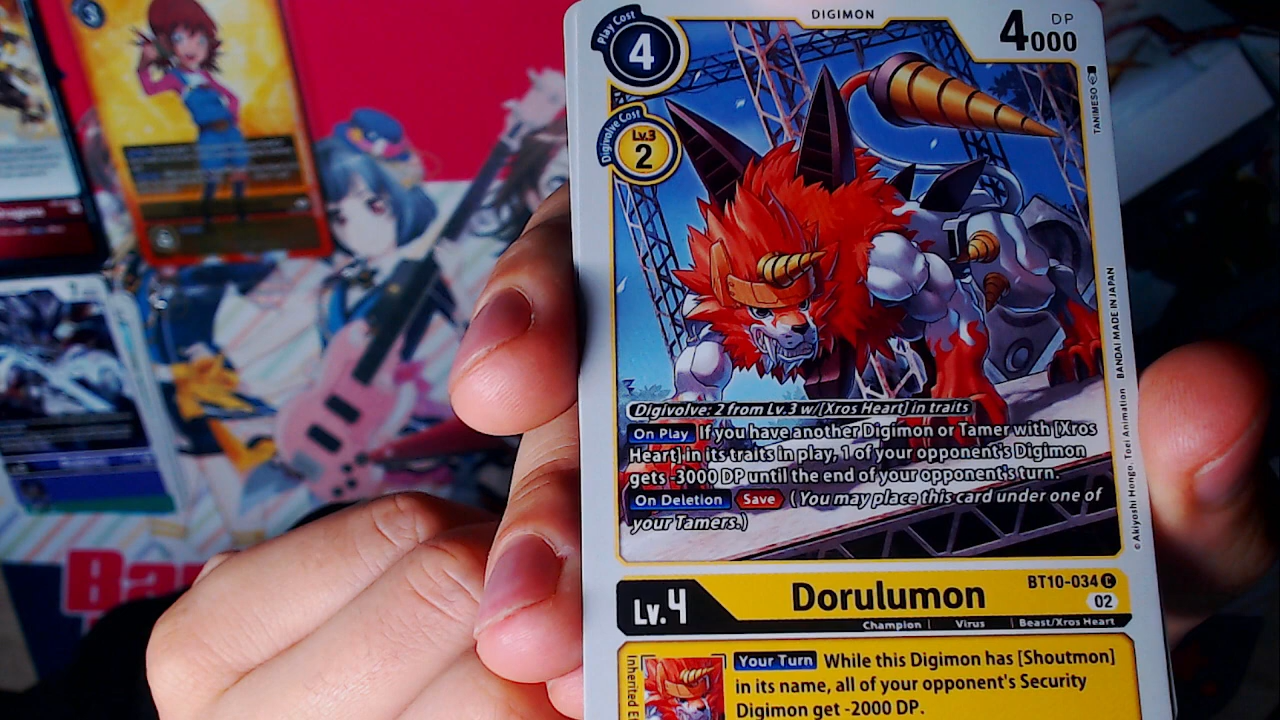 Play Cost
4
DIGIMON
DP
4000
Digivolve Cost
Lv.3
2
TANIMESO
Digivolve: 2 from Lv.3 w/[Xros Heart] in traits
On Play If you have another Digimon or Tamer with [Xros
Heart] in its traits in play, 1 of your opponent's Digimon
gets -3000 DP until the end of your opponent's turn.
On Deletion Save (You may place this card under one of
your Tamers.)
© Akiyoshi Hongo, Toei Animation BANDAI MADE IN JAPAN
Lv.4
Dorulumon
BT10-034 C
02
Champion | Virus | Beast/Xros Heart
Inherited E
Your Turn While this Digimon has [Shoutmon]
in its name, all of your opponent's Security
Digimon get -2000 DP.
3
Ba